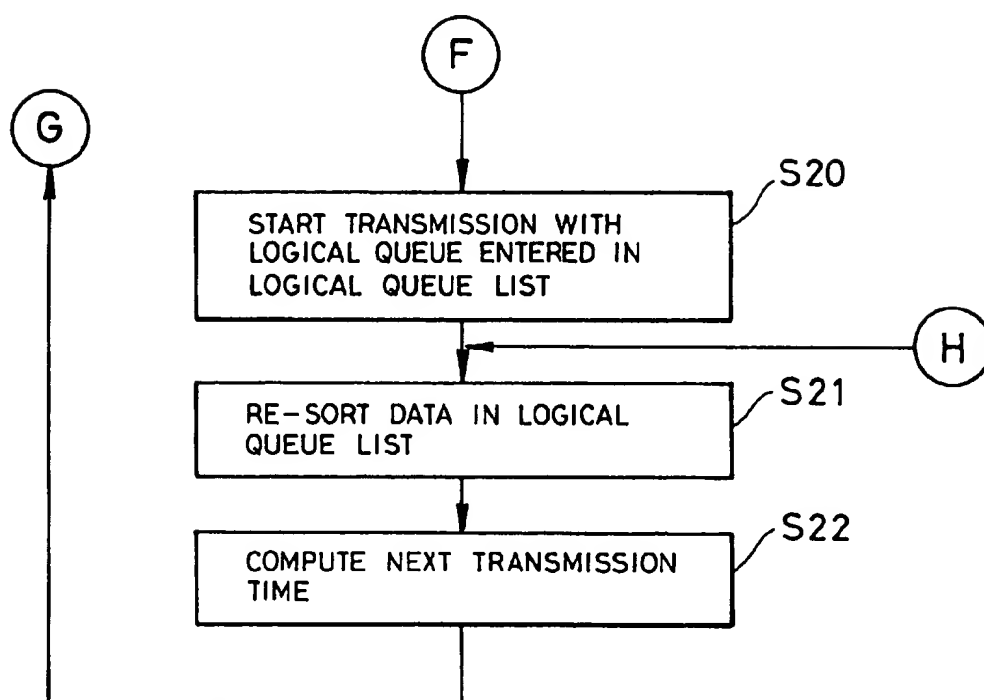 F
G
S20
START TRANSMISSION WITH
LOGICAL QUEUE ENTERED IN
LOGICAL QUEUE LIST
H
S21
RE-SORT DATA IN LOGICAL
QUEUE LIST
S22
COMPUTE NEXT TRANSMISSION
TIME